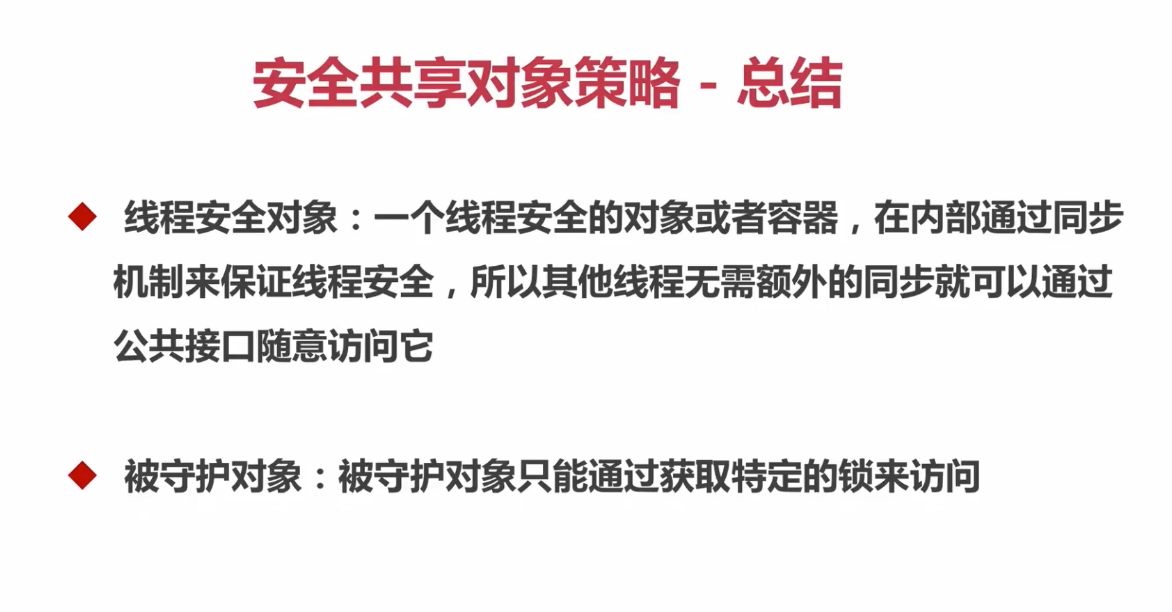 安全共享对象策略 - 总结
线程安全对象：一个线程安全的对象或者容器，在内部通过同步
机制来保证线程安全，所以其他线程无需额外的同步就可以通过
公共接口随意访问它
被守护对象：被守护对象只能通过获取特定的锁来访问